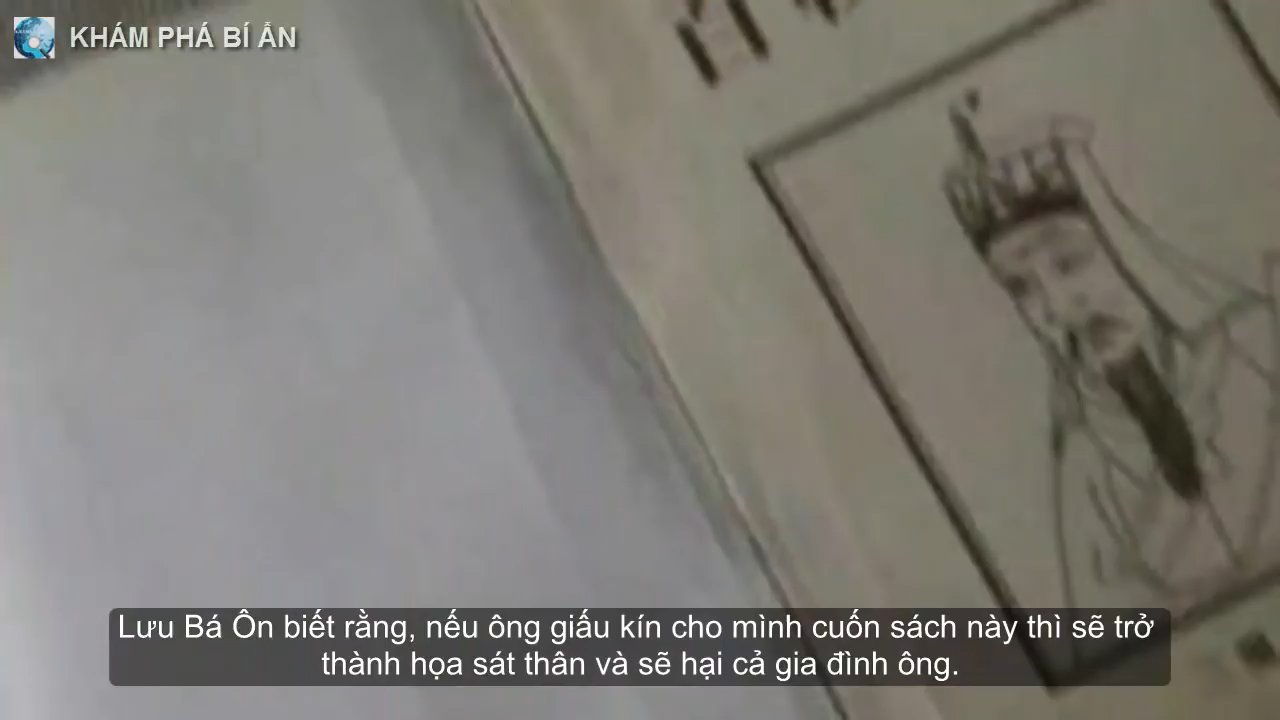 KHÁM PHÁ BÍ ẨN
Lưu Bá Ôn biết rằng, nếu ông giấu kín cho mình cuốn sách này thì sẽ trở
thành họa sát thân và sẽ hại cả gia đình ông.